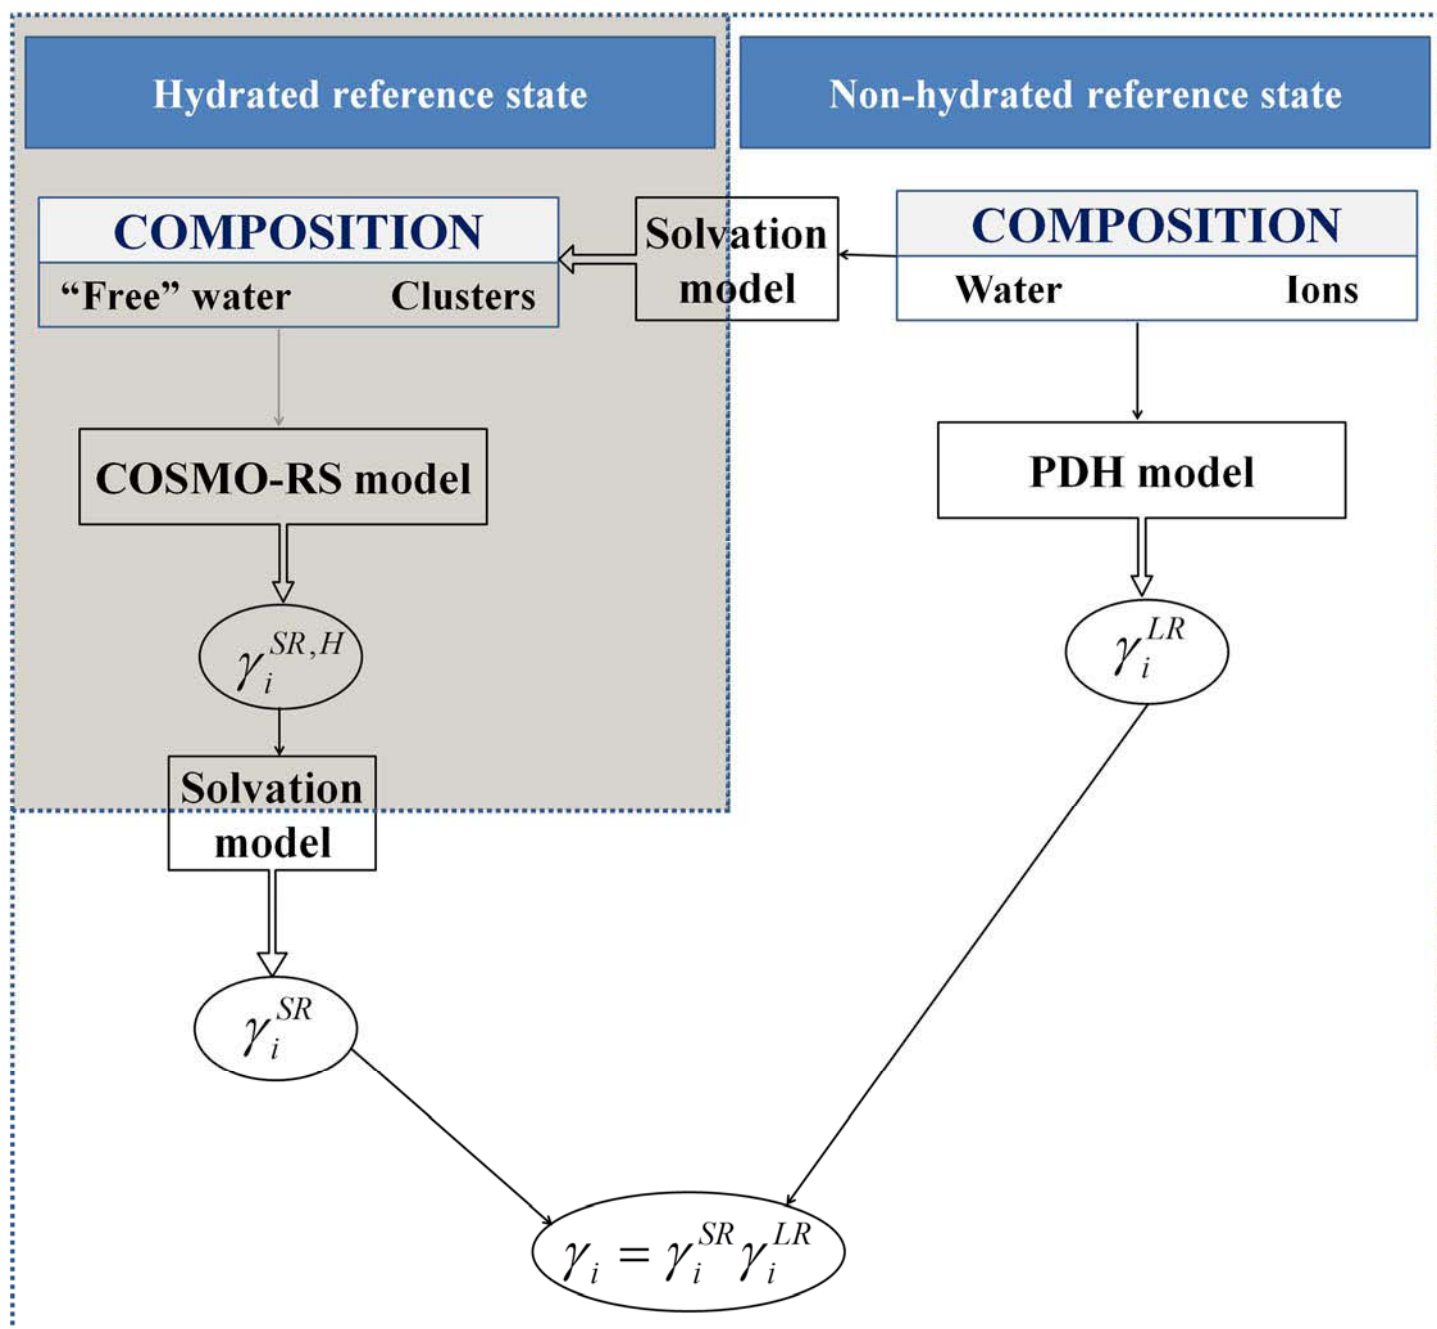 Hydrated reference state
Non-hydrated reference state
COMPOSITION
“Free” water Clusters
Solvation
model
COMPOSITION
Water Ions
COSMO-RS model
PDH model
γ_i^{SR,H}
γ_i^{LR}
Solvation
model
γ_i^{SR}
γ_i = γ_i^{SR} γ_i^{LR}